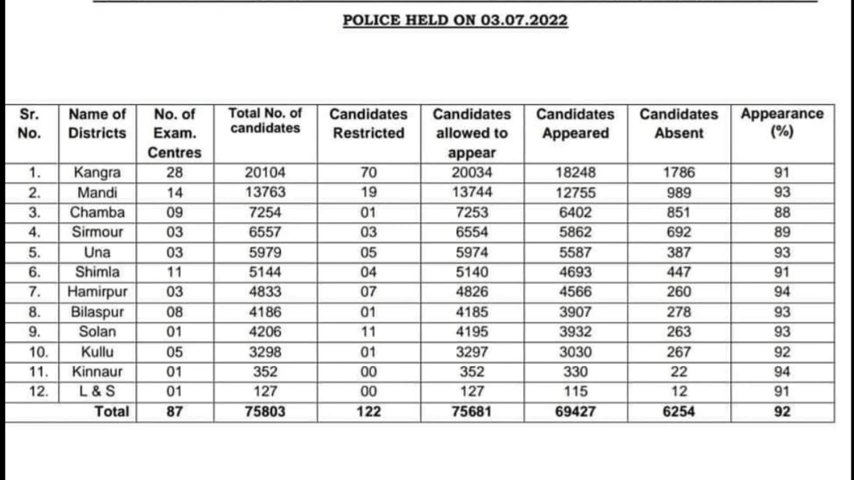 POLICE HELD ON 03.07.2022
Sr. No. Name of Districts No. of Exam. Centres Total No. of candidates Candidates Restricted Candidates allowed to appear Candidates Appeared Candidates Absent Appearance (%)
1. Kangra 28 20104 70 20034 18248 1786 91
2. Mandi 14 13763 19 13744 12755 989 93
3. Chamba 09 7254 01 7253 6402 851 88
4. Sirmour 03 6557 03 6554 5862 692 89
5. Una 03 5979 05 5974 5587 387 93
6. Shimla 11 5144 04 5140 4693 447 91
7. Hamirpur 03 4833 07 4826 4566 260 94
8. Bilaspur 08 4186 01 4185 3907 278 93
9. Solan 01 4206 11 4195 3932 263 93
10. Kullu 05 3298 01 3297 3030 267 92
11. Kinnaur 01 352 00 352 330 22 94
12. L & S 01 127 00 127 115 12 91
Total 87 75803 122 75681 69427 6254 92